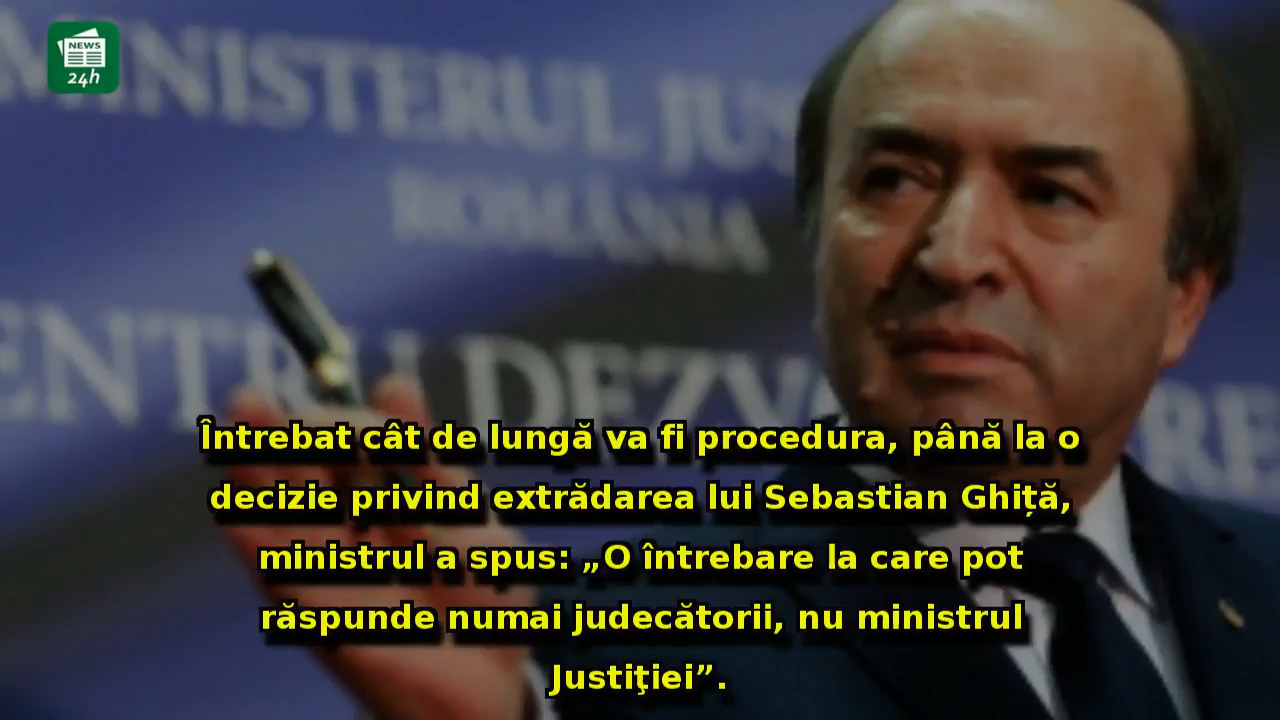 NEWS
24h
MINISTERUL JUS
ROMÂNIA
ENTRU DEZVO
RE
Întrebat cât de lungă va fi procedura, până la o
decizie privind extrădarea lui Sebastian Ghiță,
ministrul a spus: „O întrebare la care pot
răspunde numai judecătorii, nu ministrul
Justiţiei”.